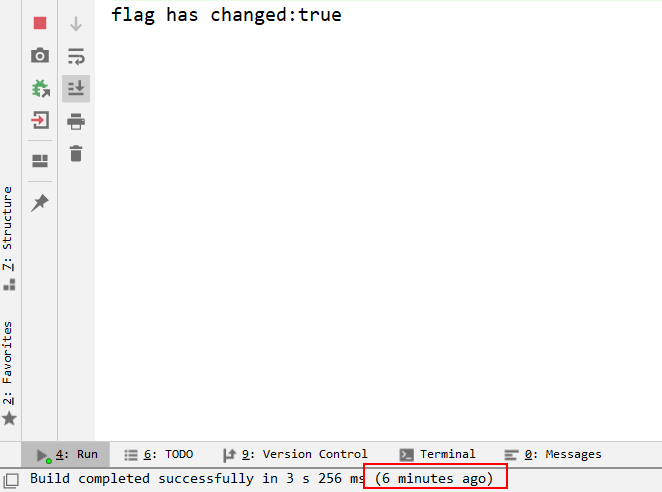 flag has changed:true
7: Structure
2: Favorites
4: Run
6: TODO
9: Version Control
Terminal
0: Messages
Build completed successfully in 3 s 256 ms (6 minutes ago)